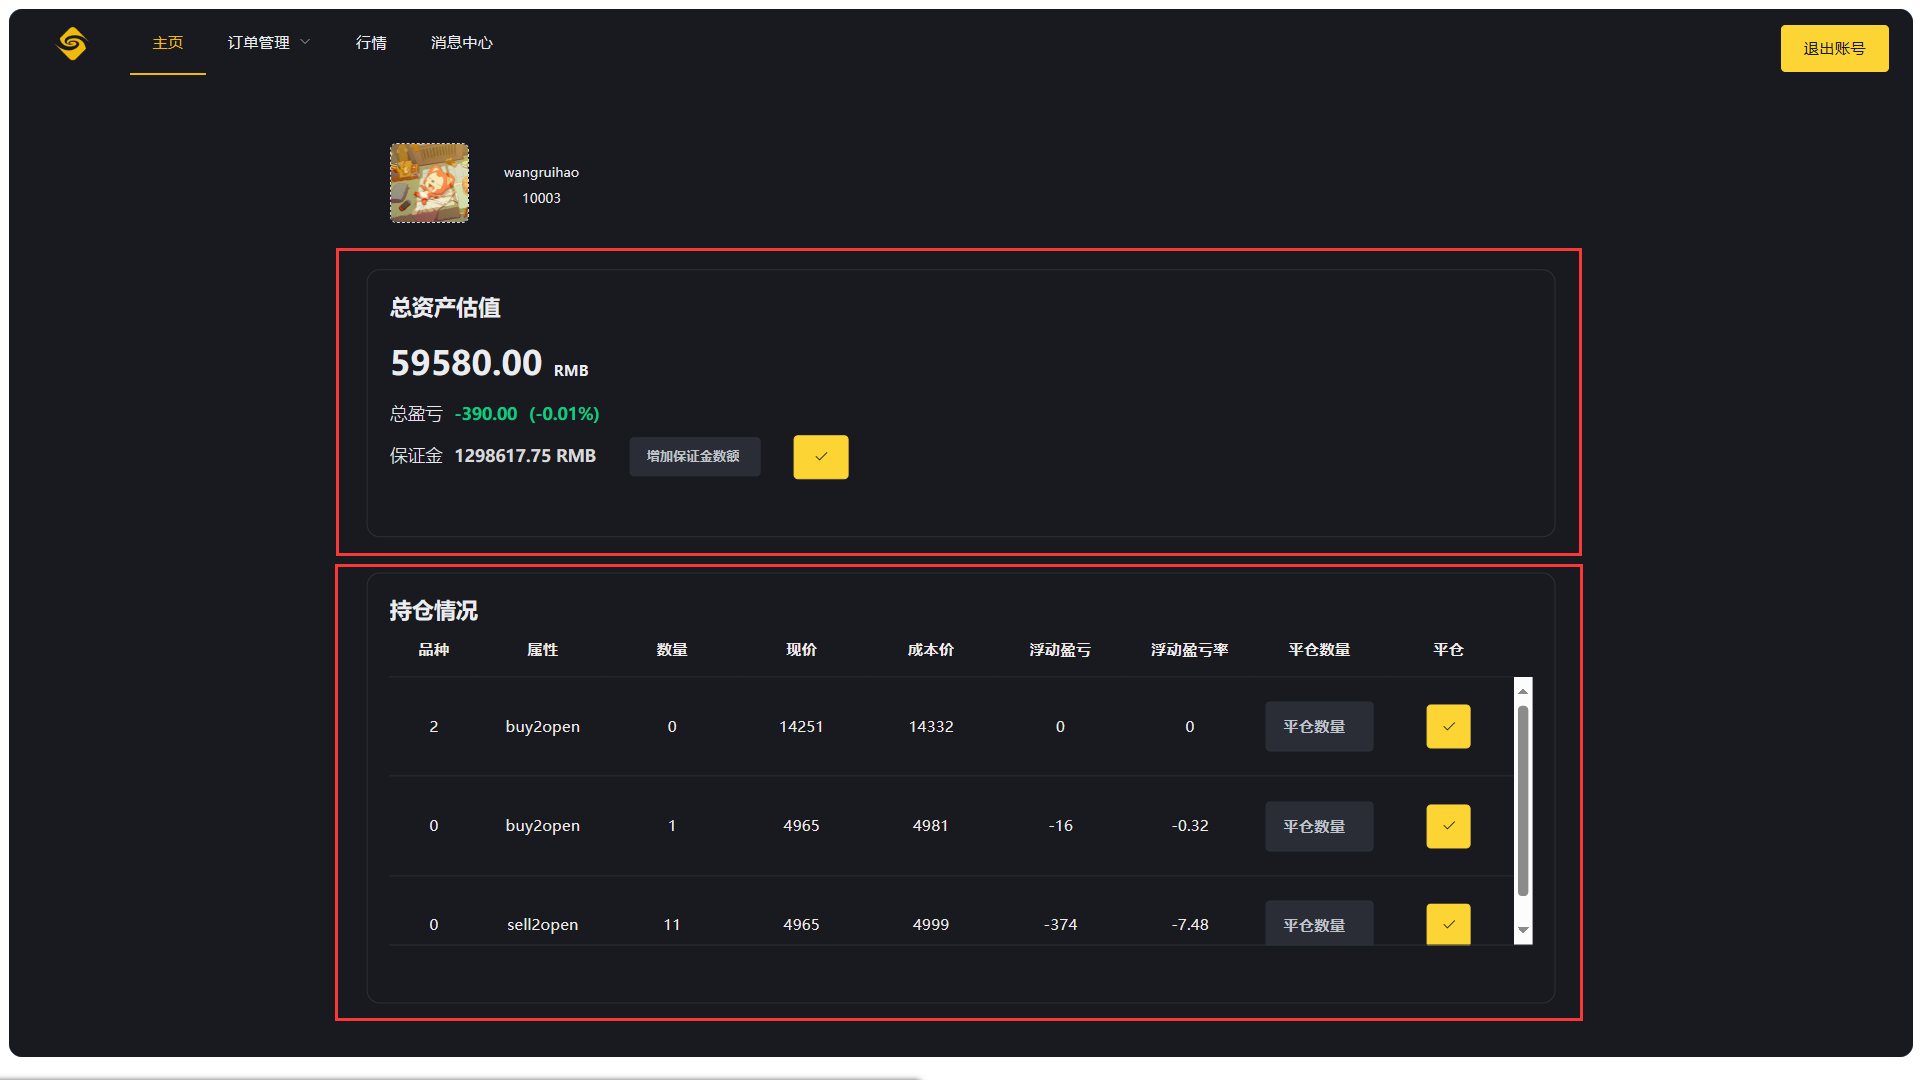 主页 订单管理 行情 消息中心 退出账号
wangruihao
10003
总资产估值
59580.00 RMB
总盈亏 -390.00 (-0.01%)
保证金 1298617.75 RMB 增加保证金数额
持仓情况
品种 属性 数量 现价 成本价 浮动盈亏 浮动盈亏率 平仓数量 平仓
2 buy2open 0 14251 14332 0 0 平仓数量
0 buy2open 1 4965 4981 -16 -0.32 平仓数量
0 sell2open 11 4965 4999 -374 -7.48 平仓数量